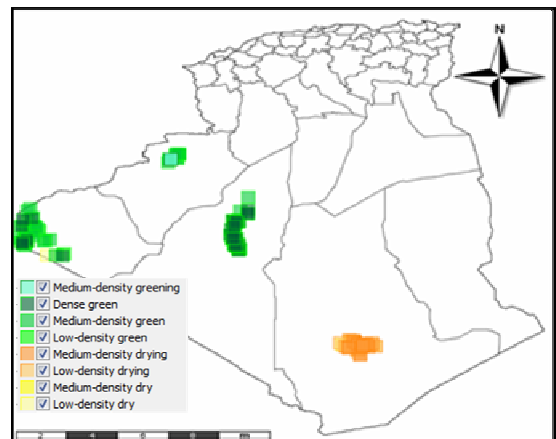 N
Medium-density greening
Dense green
Medium-density green
Low-density green
Medium-density drying
Low-density drying
Medium-density dry
Low-density dry
2 4 6 8 m